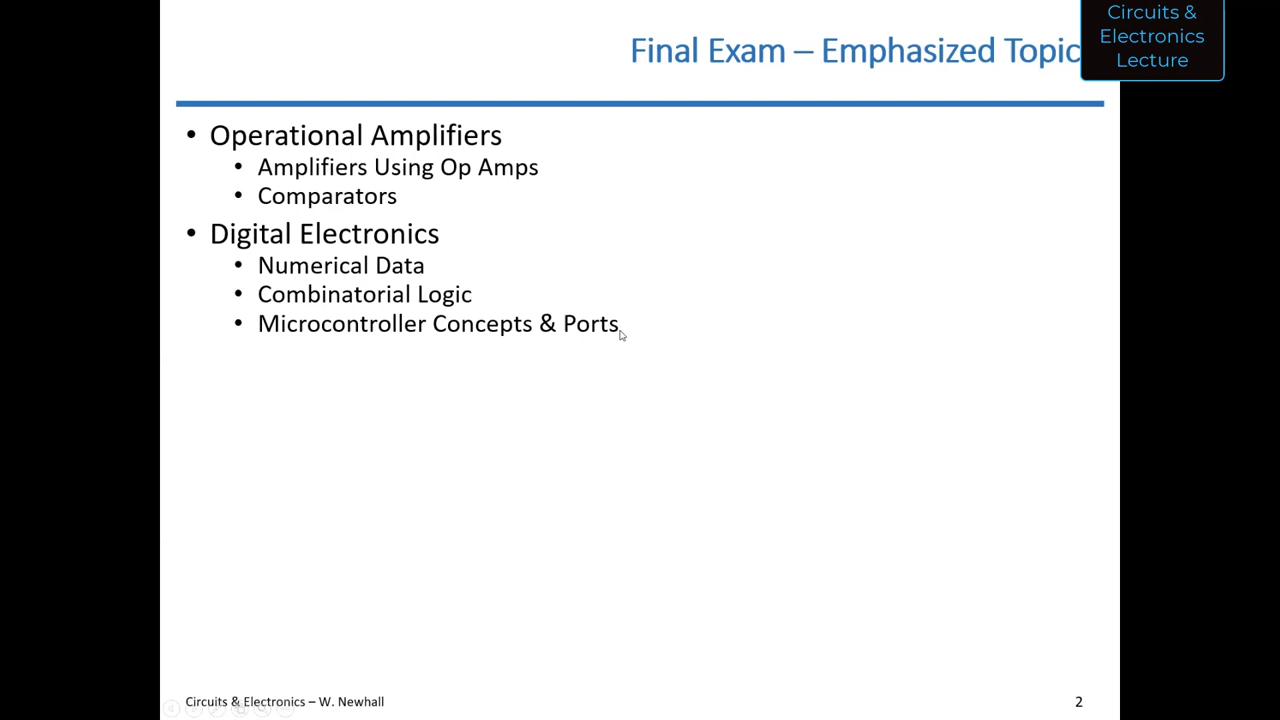 Circuits &
Electronics
Lecture
Final Exam – Emphasized Topic
• Operational Amplifiers
• Amplifiers Using Op Amps
• Comparators
• Digital Electronics
• Numerical Data
• Combinatorial Logic
• Microcontroller Concepts & Ports
Circuits & Electronics – W. Newhall
2